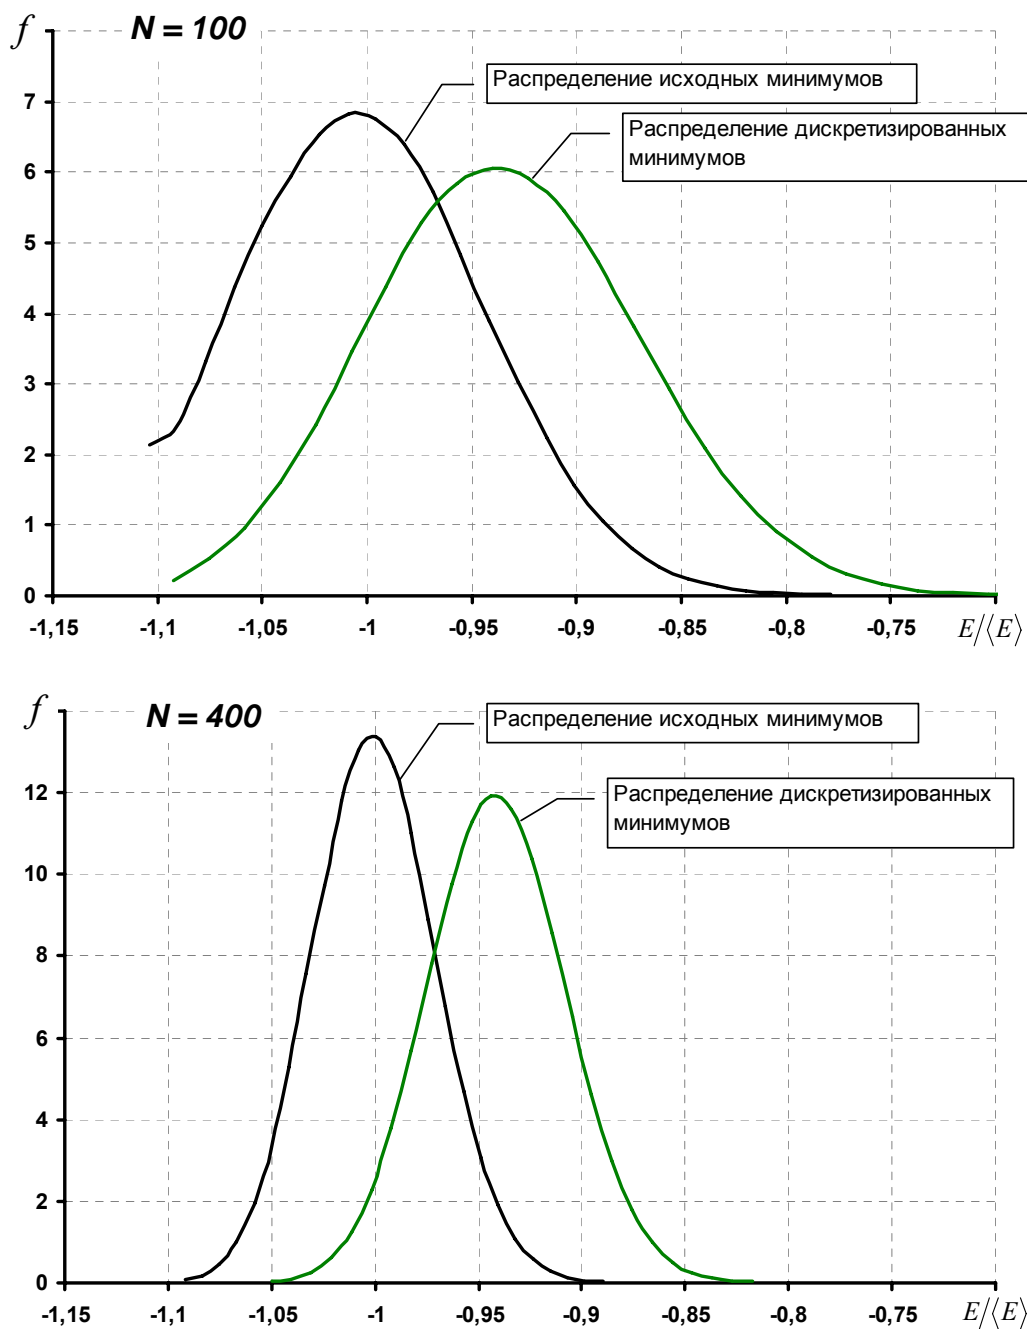 f
N = 100
Распределение исходных минимумов
Распределение дискретизированных
минимумов
7
6
5
4
3
2
1
0
-1,15 -1,1 -1,05 -1 -0,95 -0,9 -0,85 -0,8 -0,75 E/⟨E⟩
f
N = 400
Распределение исходных минимумов
Распределение дискретизированных
минимумов
12
10
8
6
4
2
0
-1,15 -1,1 -1,05 -1 -0,95 -0,9 -0,85 -0,8 -0,75 E/⟨E⟩